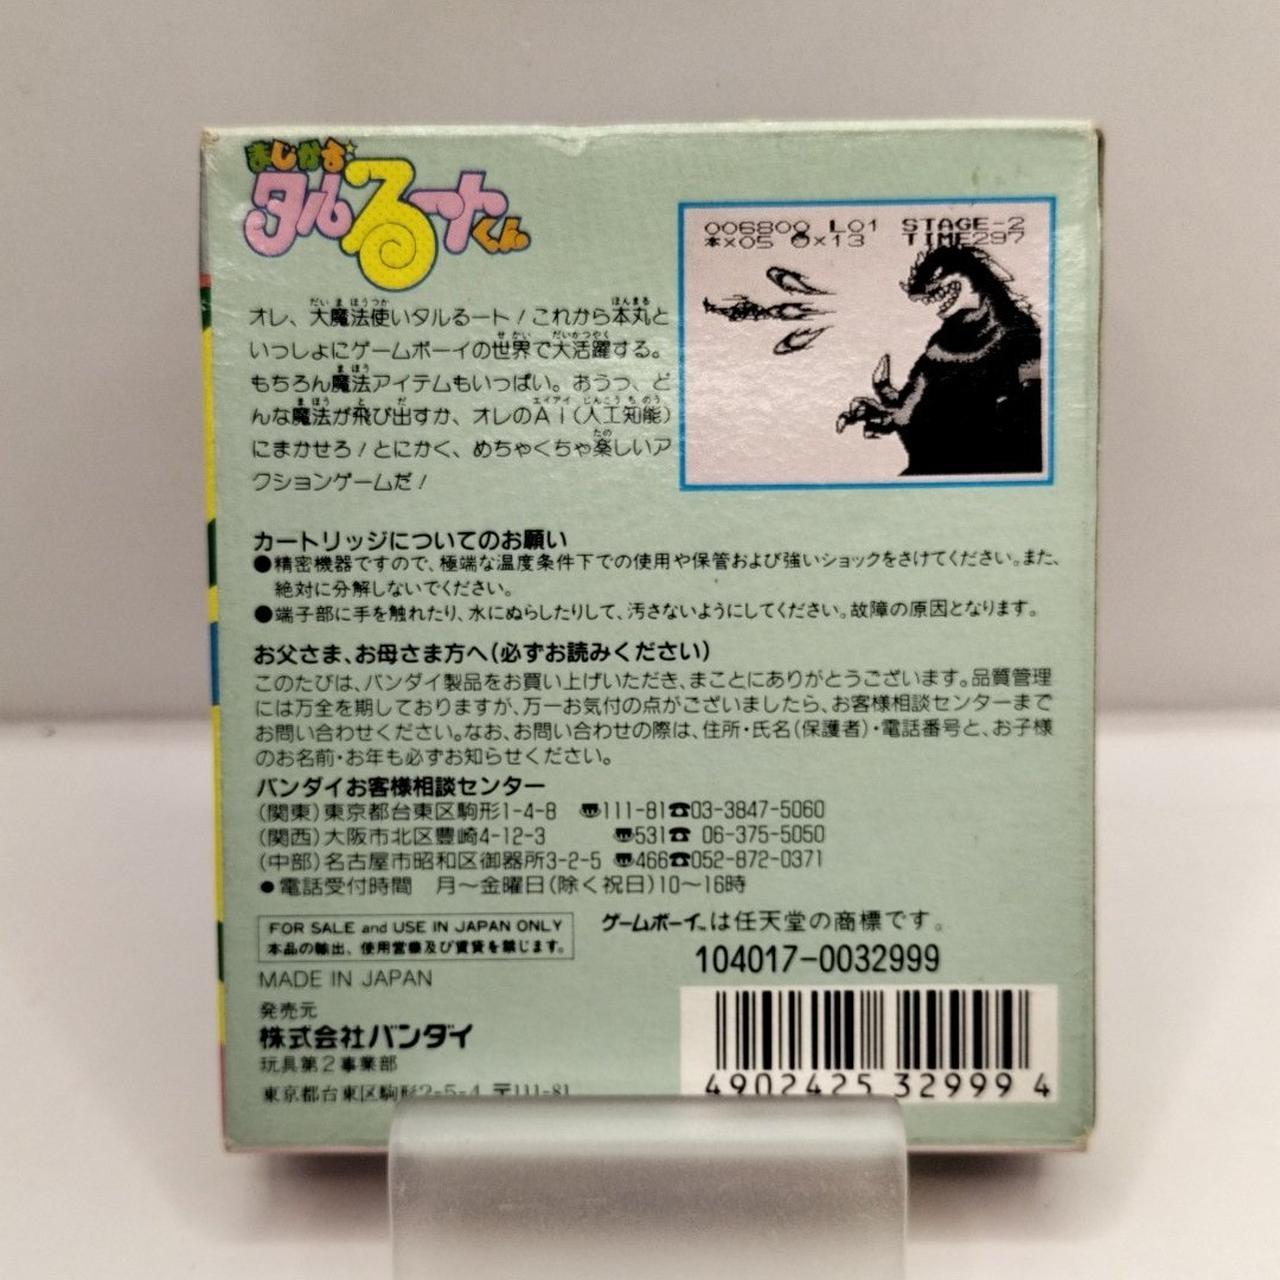 まじかる
タルるートくん
006800 L01 STAGE-2
本×05 ×13 TIME297
オレ、大魔法使いタルるート!これから本丸と
いっしょにゲームボーイの世界で大活躍する。
もちろん魔法アイテムもいっぱい。おうっ、ど
んな魔法が飛び出すか、オレのAI(人工知能)
にまかせろ!とにかく、めちゃくちゃ楽しいア
クションゲームだ!
カートリッジについてのお願い
●精密機器ですので、極端な温度条件下での使用や保管および強いショックをさけてください。また、
絶対に分解しないでください。
●端子部に手を触れたり、水にぬらしたりして、汚さないようにしてください。故障の原因となります。
お父さま、お母さま方へ(必ずお読みください)
このたびは、バンダイ製品をお買い上げいただき、まことにありがとうございます。品質管理
には万全を期しておりますが、万一お気付の点がございましたら、お客様相談センターまで
お問い合わせください。なお、お問い合わせの際は、住所・氏名(保護者)・電話番号と、お子様
のお名前・お年も必ずお知らせください。
バンダイお客様相談センター
(関東)東京都台東区駒形1-4-8 〠111-81☎03-3847-5060
(関西)大阪市北区豊崎4-12-3 〠531☎ 06-375-5050
(中部)名古屋市昭和区御器所3-2-5 〠466☎052-872-0371
●電話受付時間 月〜金曜日(除く祝日)10〜16時
FOR SALE and USE IN JAPAN ONLY
本品の輸出、使用営業及び賃貸を禁じます。
ゲームボーイ™は任天堂の商標です。
104017-0032999
MADE IN JAPAN
発売元
株式会社バンダイ
玩具第2事業部
東京都台東区駒形2-5-4 〒111-81
4902425 329994